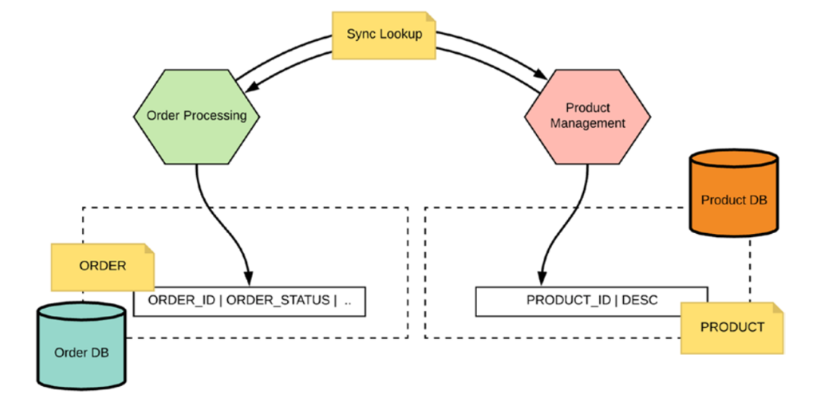 Sync Lookup
Order Processing
Product
Management
Product DB
ORDER
ORDER_ID | ORDER_STATUS | ..
PRODUCT_ID | DESC
PRODUCT
Order DB